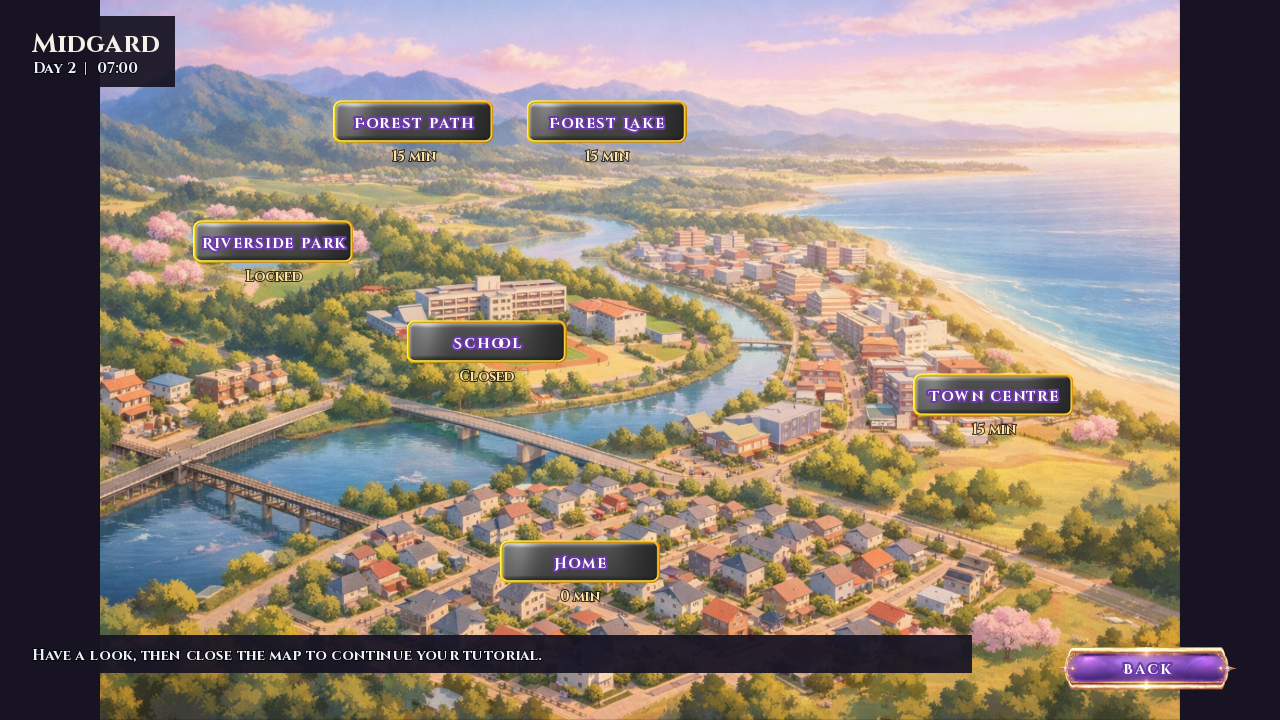 Midgard
Day 2 | 07:00
Forest path
15 min
Forest Lake
15 min
Riverside Park
Locked
School
Closed
Town centre
15 min
Home
0 min
Have a look, then close the map to continue your tutorial.
Back